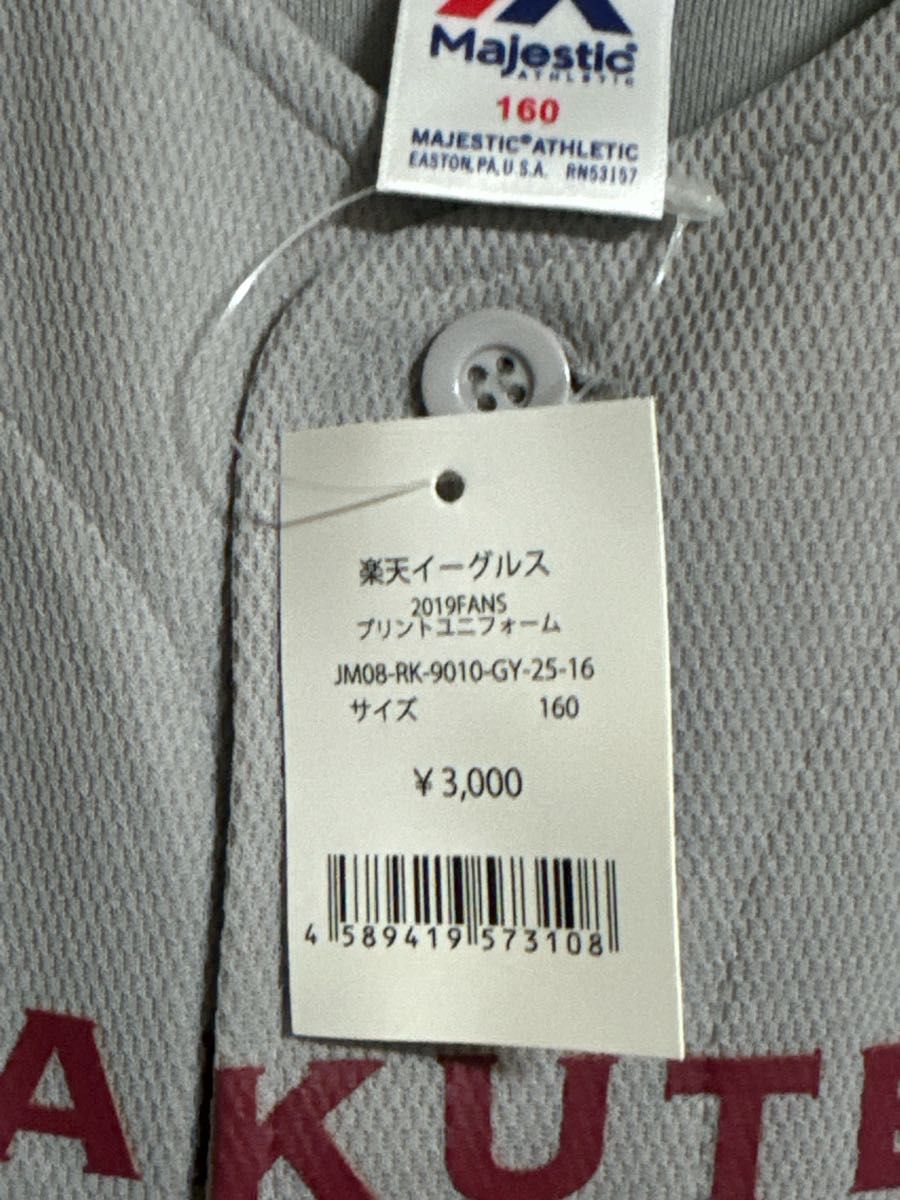 Majestic
ATHLETIC
160
MAJESTIC®ATHLETIC
EASTON, PA, U.S.A. RN53157
楽天イーグルス
2019FANS
プリントユニフォーム
JM08-RK-9010-GY-25-16
サイズ 160
¥3,000
4 589419 573108
AKUTE